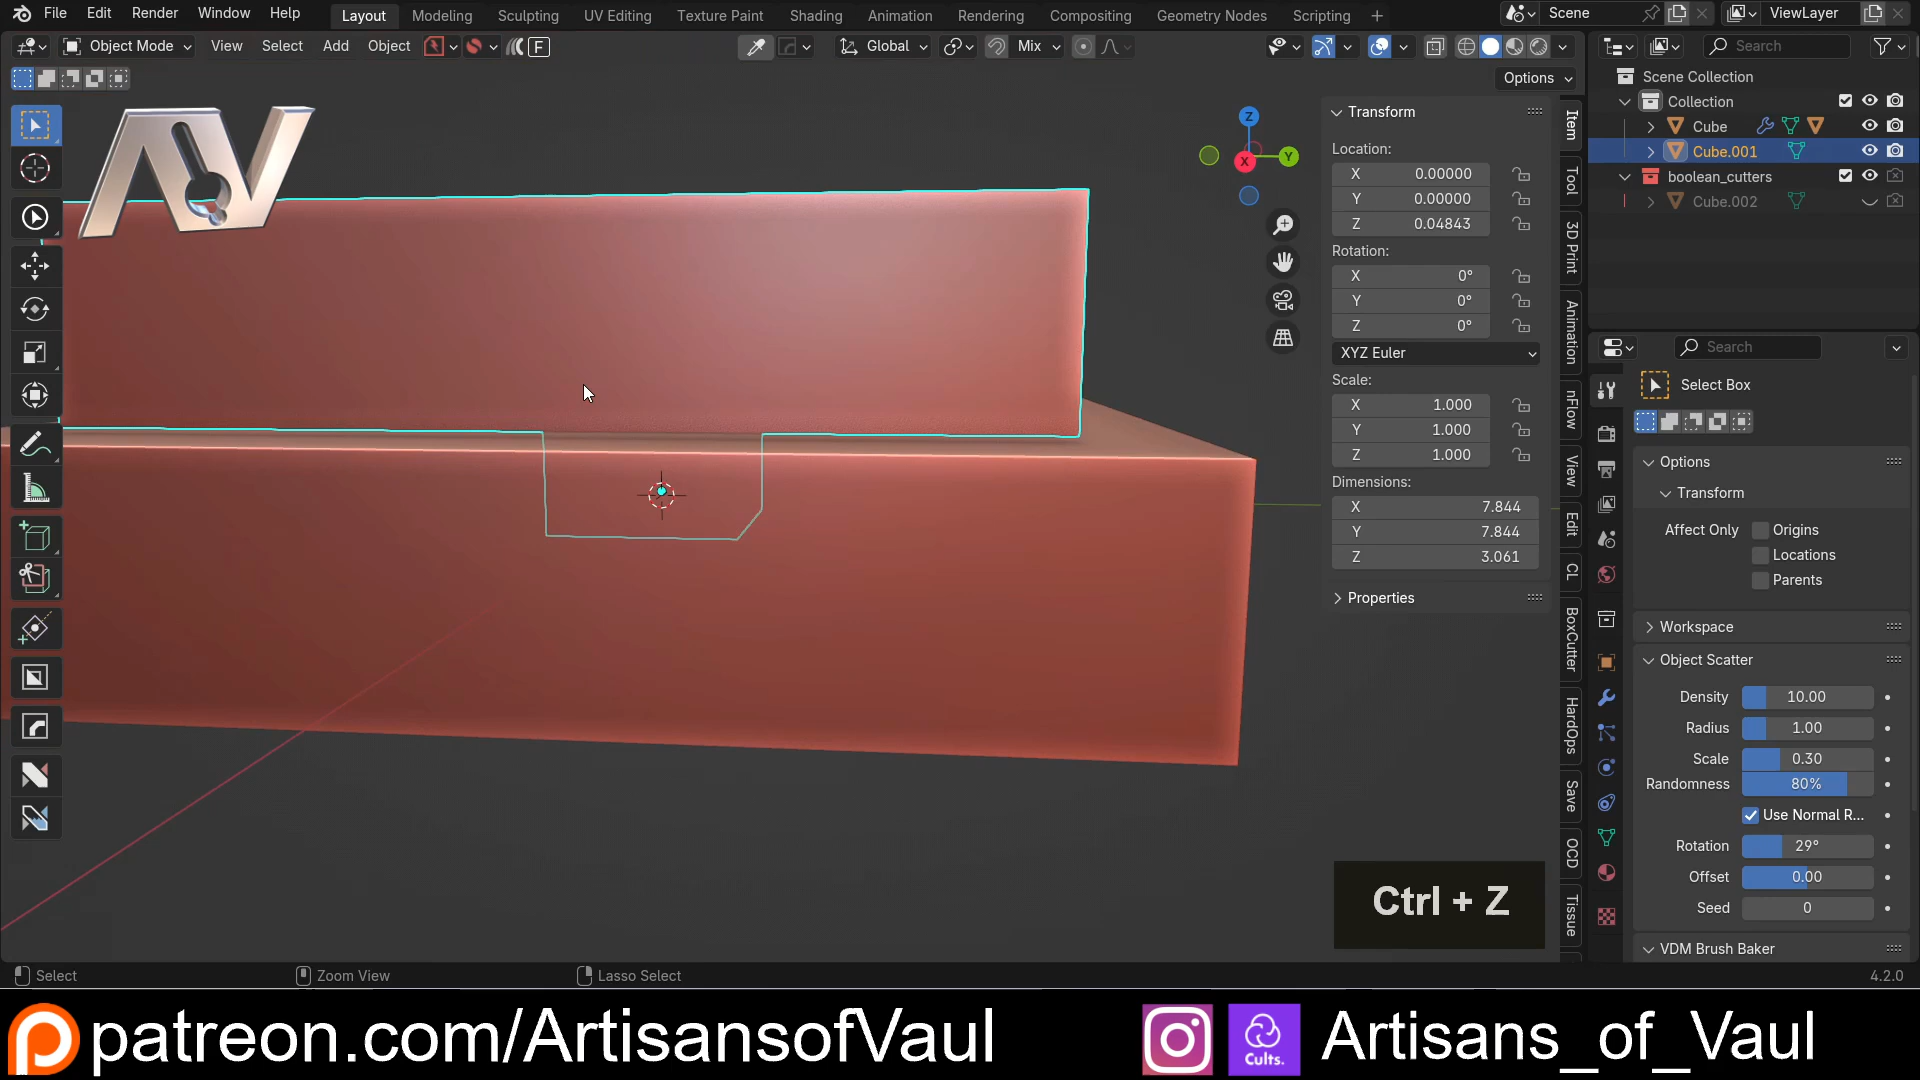 File Edit Render Window Help Layout Modeling Sculpting UV Editing Texture Paint Shading Animation Rendering Compositing Geometry Nodes Scripting + Scene ViewLayer
Object Mode View Select Add Object F Global Mix Search
Options
AV
Transform
Location:
X 0.00000
Y 0.00000
Z 0.04843
Rotation:
X 0°
Y 0°
Z 0°
XYZ Euler
Scale:
X 1.000
Y 1.000
Z 1.000
Dimensions:
X 7.844
Y 7.844
Z 3.061
Properties
Z
Y
X
Item
Tool
3D Print
Animation
nFlow
View
Edit
CL
BoxCutter
HardOps
Save
OCD
Tissue
Scene Collection
Collection
Cube
Cube.001
boolean_cutters
Cube.002
Search
Select Box
Options
Transform
Affect Only Origins
Locations
Parents
Workspace
Object Scatter
Density 10.00
Radius 1.00
Scale 0.30
Randomness 80%
Use Normal R...
Rotation 29°
Offset 0.00
Seed 0
VDM Brush Baker
Ctrl + Z
Select Zoom View Lasso Select 4.2.0
patreon.com/ArtisansofVaul Cults. Artisans_of_Vaul